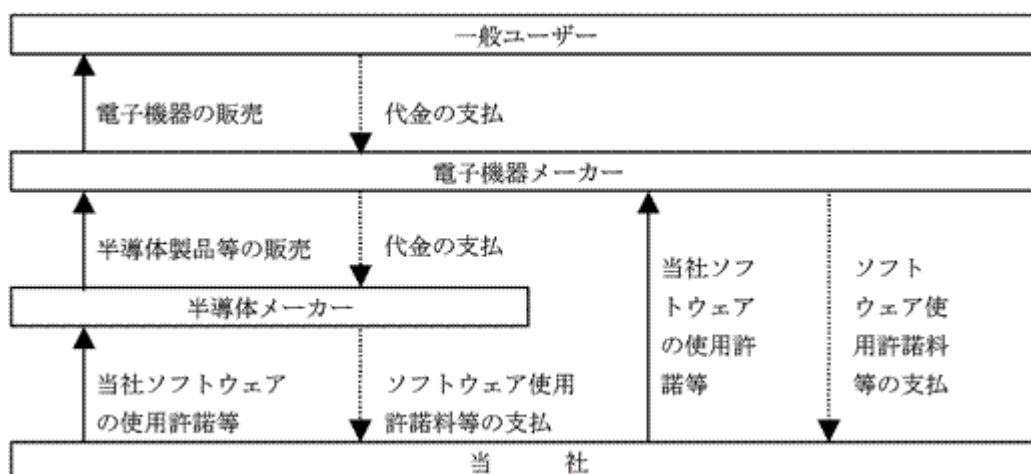 一般ユーザー
電子機器の販売
代金の支払
電子機器メーカー
半導体製品等の販売
代金の支払
半導体メーカー
当社ソフトウェア
の使用許諾等
ソフトウェア使用
許諾料等の支払
当社ソフ
トウェア
の使用許
諾等
ソフト
ウェア使
用許諾料
等の支払
当　　社